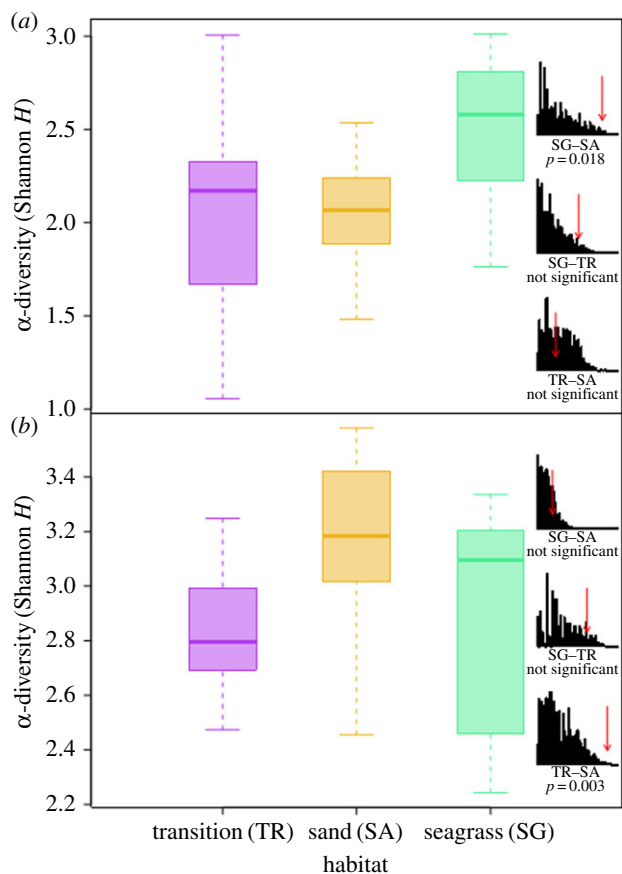 (a)
3.0
2.5
2.0
1.5
1.0
α-diversity (Shannon H)
SG–SA
p = 0.018
SG–TR
not significant
TR–SA
not significant
(b)
3.4
3.2
3.0
2.8
2.6
2.4
2.2
α-diversity (Shannon H)
SG–SA
not significant
SG–TR
not significant
TR–SA
p = 0.003
transition (TR) sand (SA) seagrass (SG)
habitat